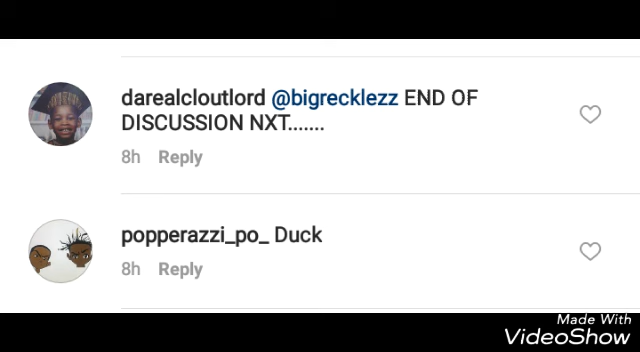 darealcloutlord @bigrecklezz END OF
DISCUSSION NXT.......
8h Reply
popperazzi_po_ Duck
8h Reply
Made With
VideoShow